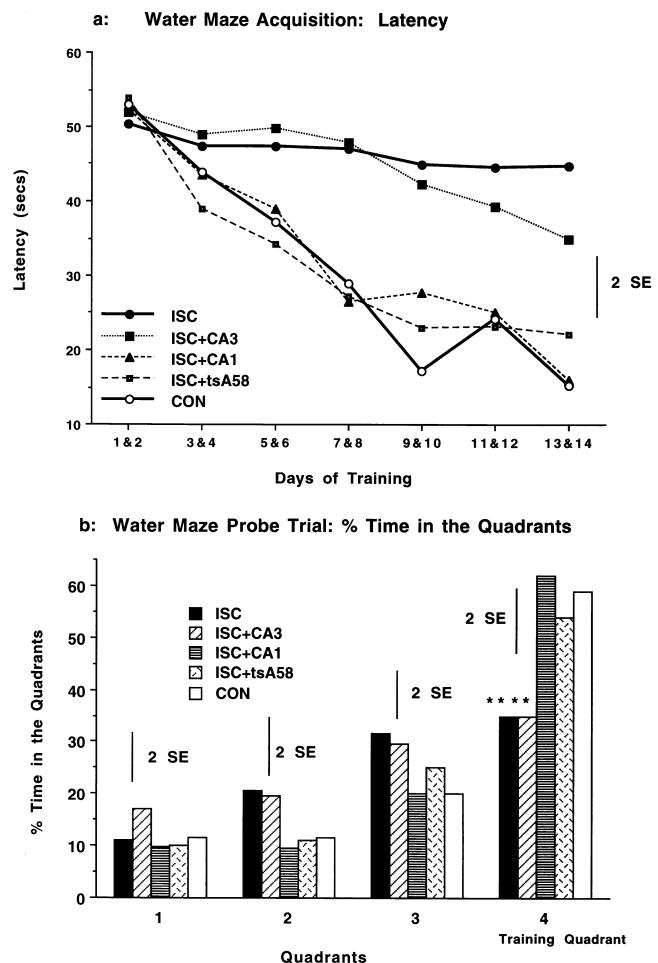 a: Water Maze Acquisition: Latency
60
50
40
30
20
10
Latency (secs)
2 SE
ISC
ISC+CA3
ISC+CA1
ISC+tsA58
CON
1&2 3&4 5&6 7&8 9&10 11&12 13&14
Days of Training
b: Water Maze Probe Trial: % Time in the Quadrants
60
50
40
30
20
10
0
% Time in the Quadrants
ISC
ISC+CA3
ISC+CA1
ISC+tsA58
CON
2 SE
2 SE
2 SE
2 SE
****
1 2 3 4
Training Quadrant
Quadrants